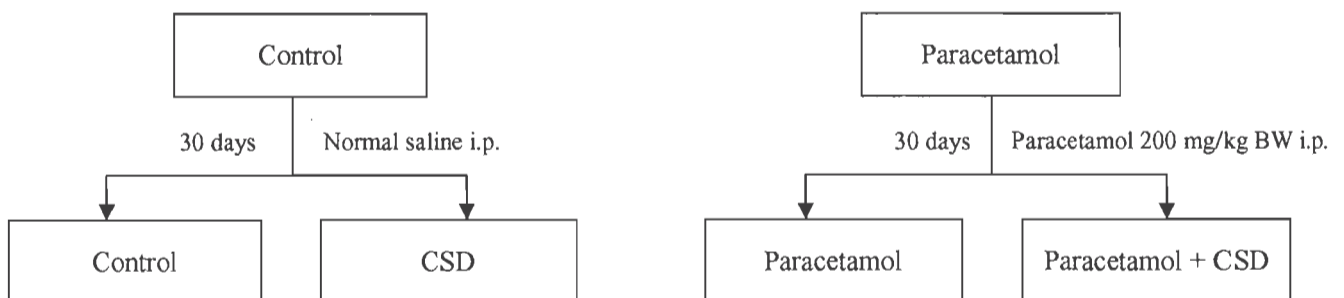 Control
Paracetamol
30 days
Normal saline i.p.
30 days
Paracetamol 200 mg/kg BW i.p.
Control
CSD
Paracetamol
Paracetamol + CSD